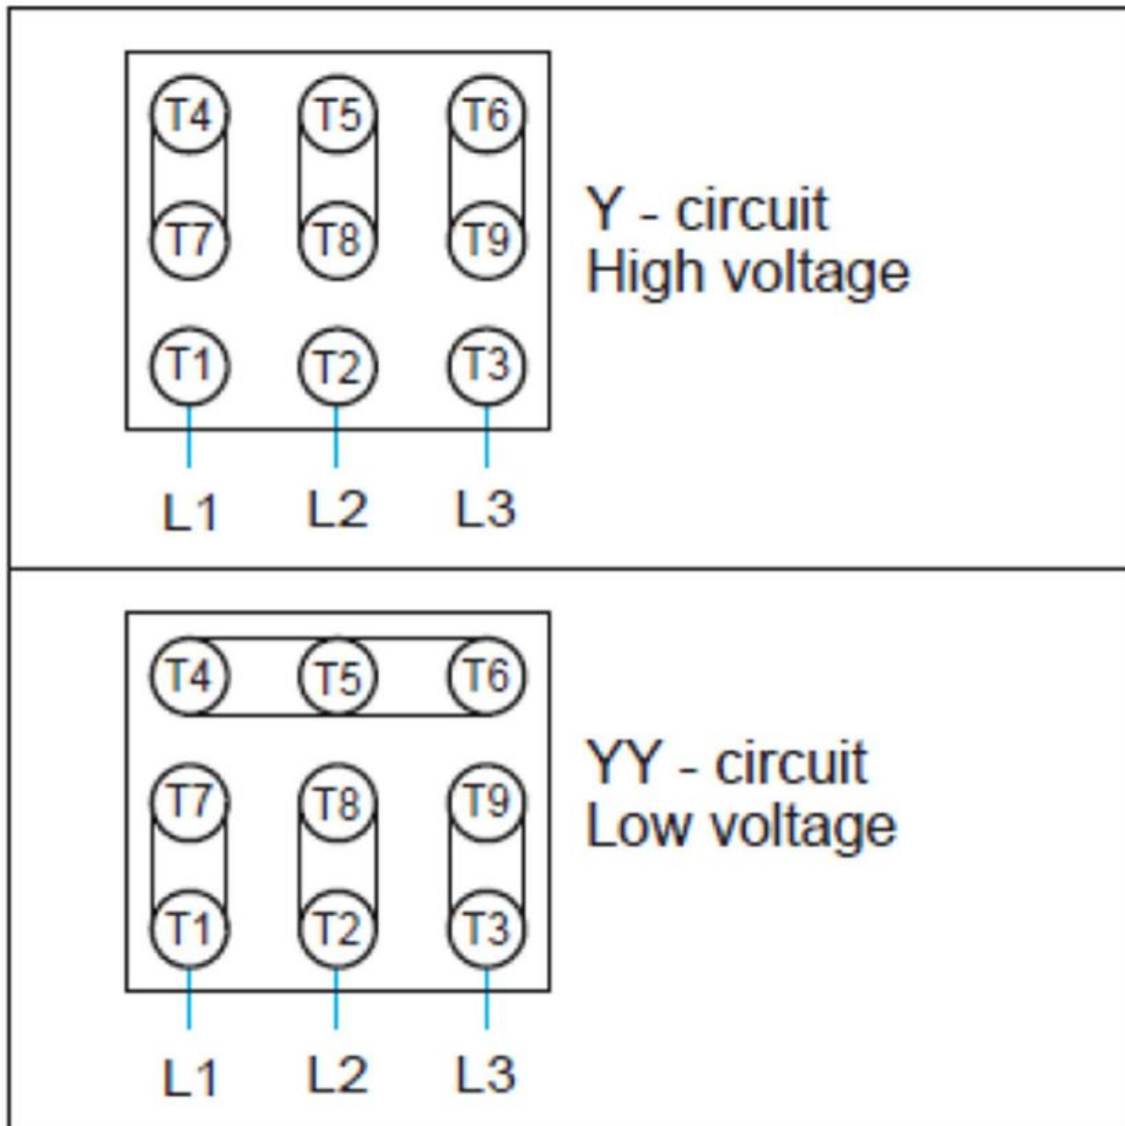 T4 T5 T6
T7 T8 T9
T1 T2 T3
L1 L2 L3
Y - circuit
High voltage
T4 T5 T6
T7 T8 T9
T1 T2 T3
L1 L2 L3
YY - circuit
Low voltage